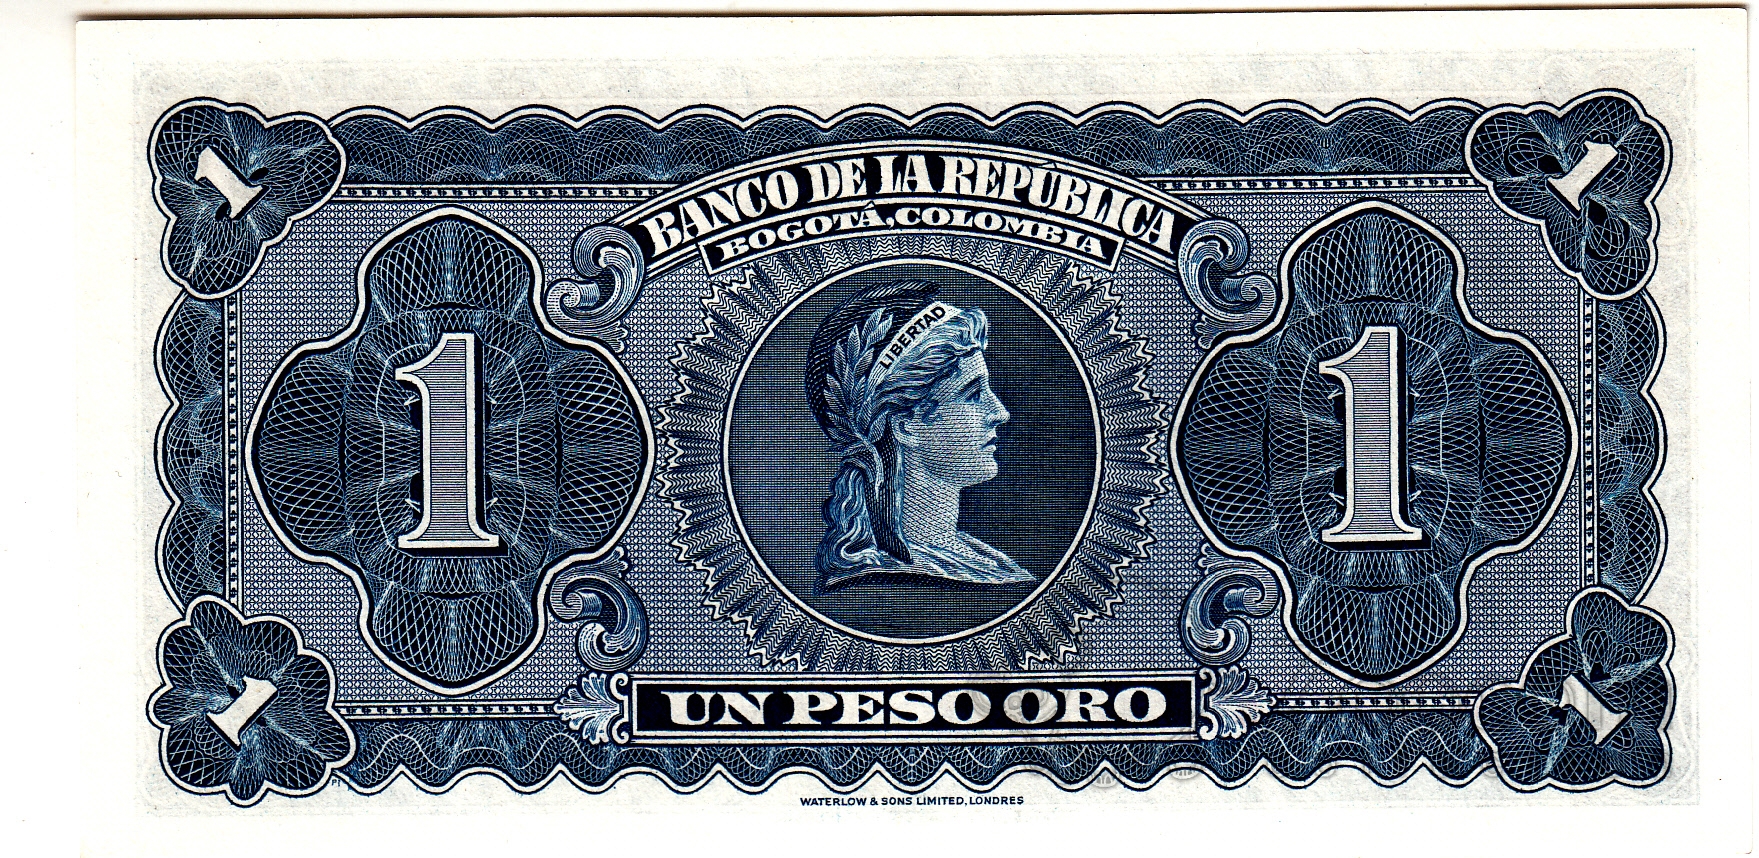 1
1
BANCO DE LA REPÚBLICA
BOGOTÁ, COLOMBIA
LIBERTAD
1
1
UN PESO ORO
1
1
WATERLOW & SONS LIMITED, LONDRES